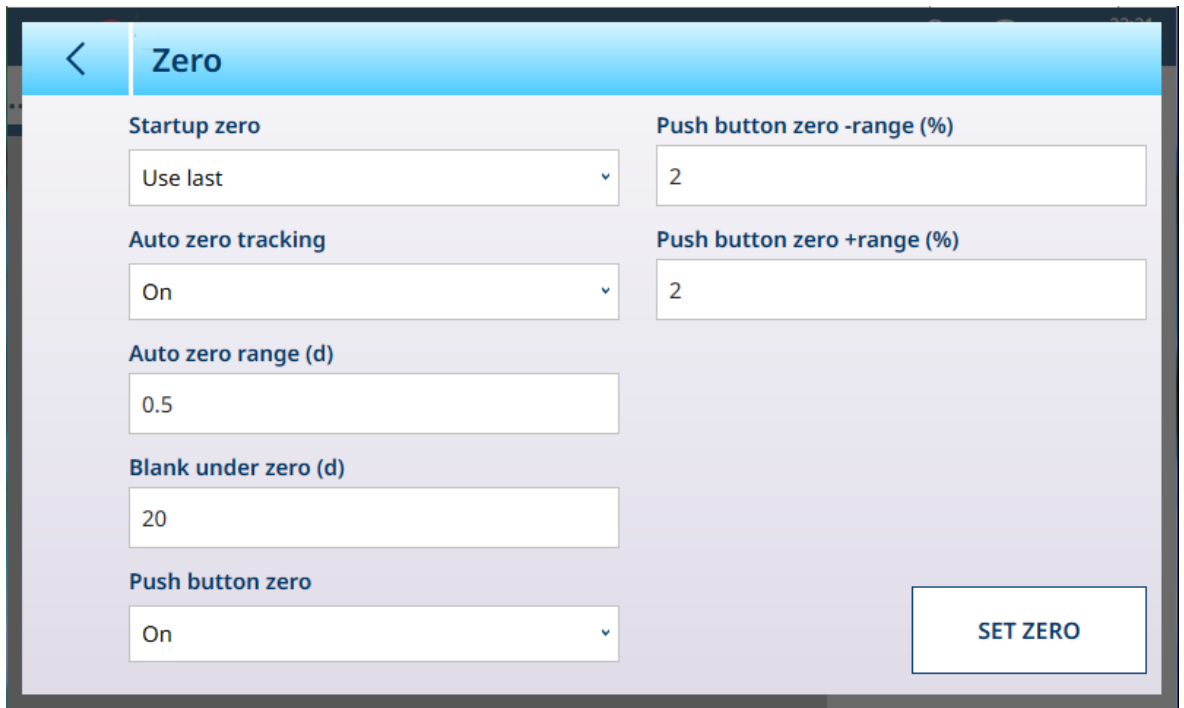 Zero
Startup zero
Use last
Auto zero tracking
On
Auto zero range (d)
0.5
Blank under zero (d)
20
Push button zero
On
Push button zero -range (%)
2
Push button zero +range (%)
2
SET ZERO